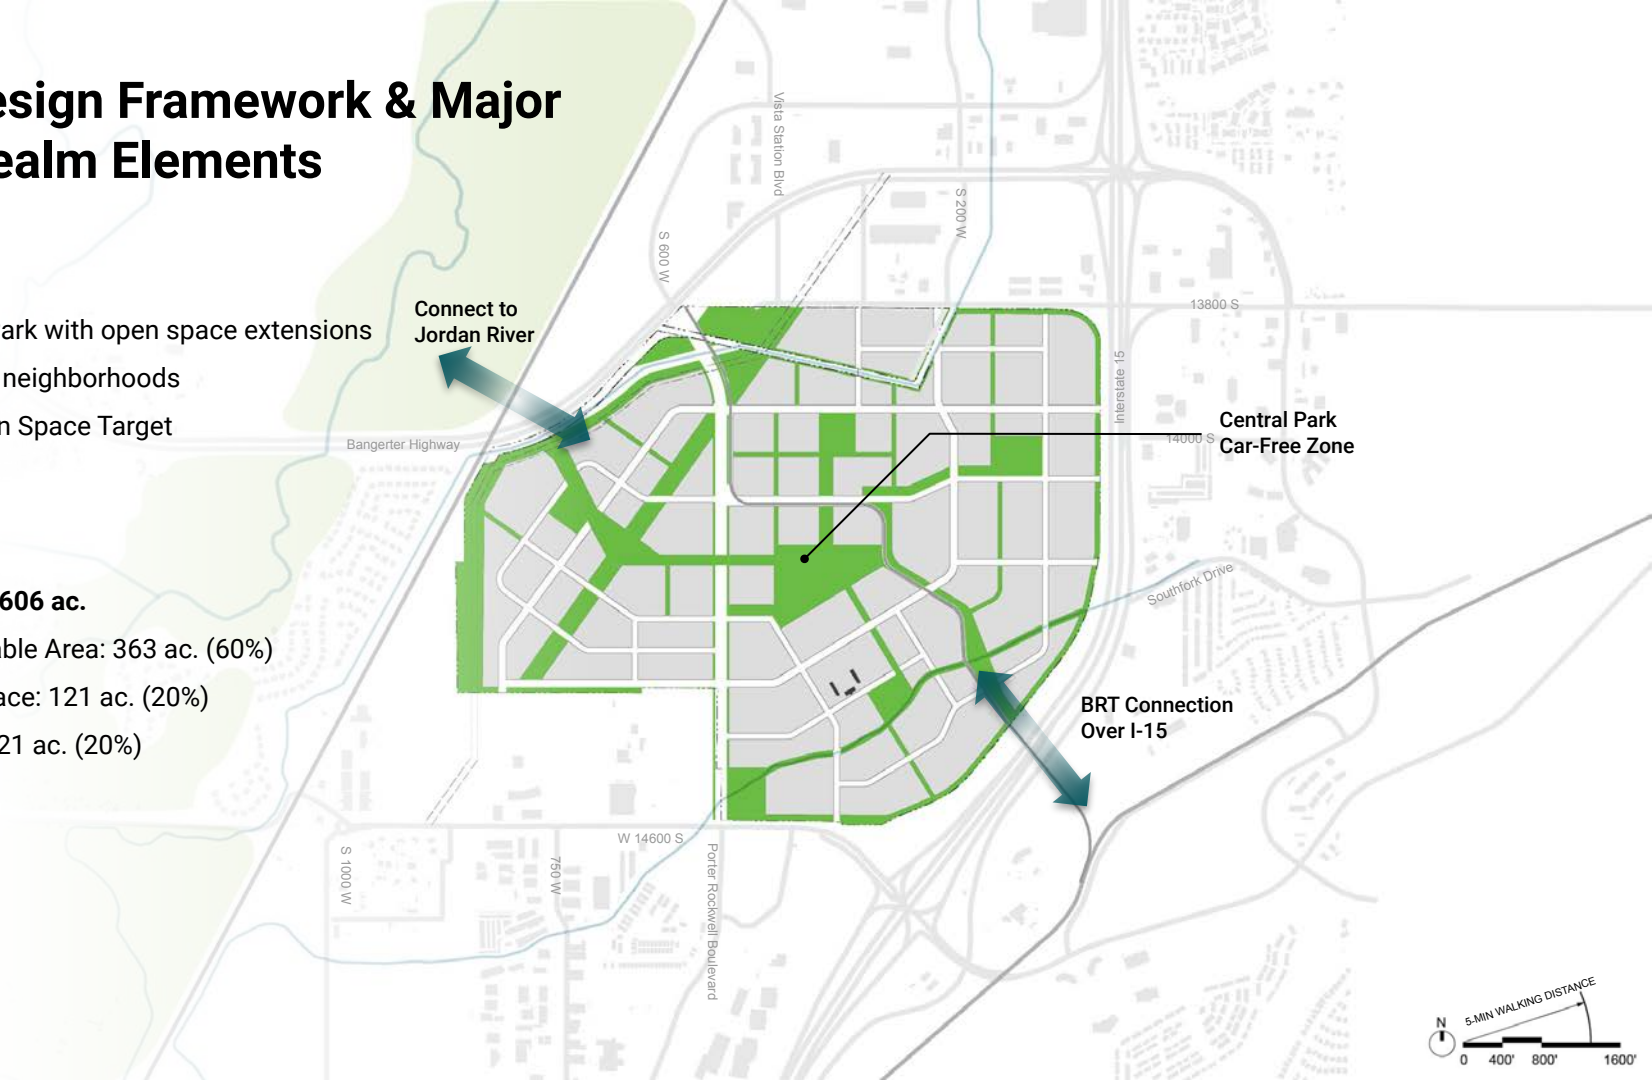 esign Framework & Major
ealm Elements
ark with open space extensions
neighborhoods
n Space Target
606 ac.
able Area: 363 ac. (60%)
ace: 121 ac. (20%)
21 ac. (20%)
Connect to
Jordan River
Bangerter Highway
S 600 W
Vista Station Blvd
S 200 W
13800 S
Interstate 15
14000 S
Central Park
Car-Free Zone
Southfork Drive
BRT Connection
Over I-15
W 14600 S
S 1000 W
750 W
Porter Rockwell Boulevard
N
5-MIN WALKING DISTANCE
0 400' 800' 1600'